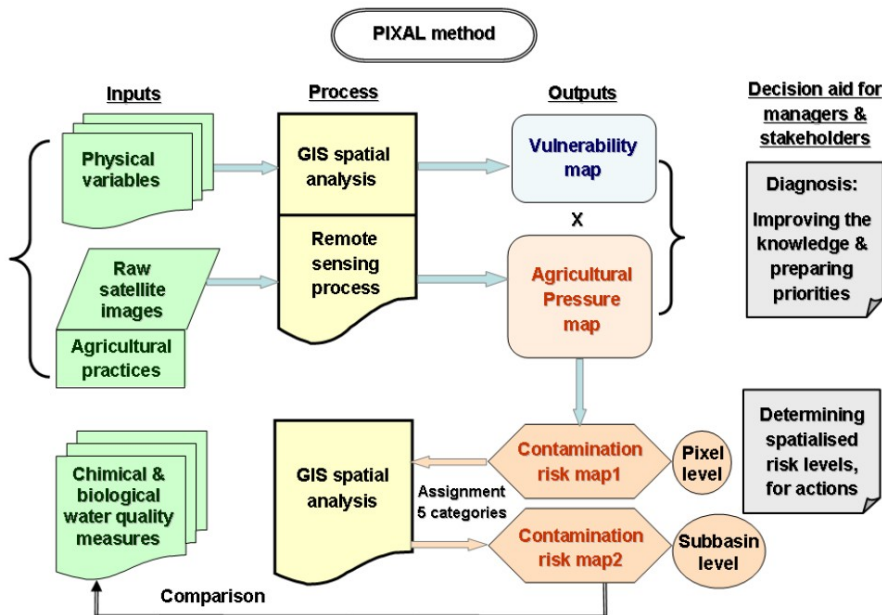 PIXAL method
Inputs
Process
Outputs
Decision aid for
managers &
stakeholders
Physical
variables
GIS spatial
analysis
Vulnerability
map
X
Diagnosis:
Improving the
knowledge &
preparing
priorities
Raw
satellite
images
Agricultural
practices
Remote
sensing
process
Agricultural
Pressure
map
Chimical &
biological
water quality
measures
GIS spatial
analysis
Assignment
5 categories
Contamination
risk map1
Pixel
level
Contamination
risk map2
Subbasin
level
Determining
spatialised
risk levels,
for actions
Comparison